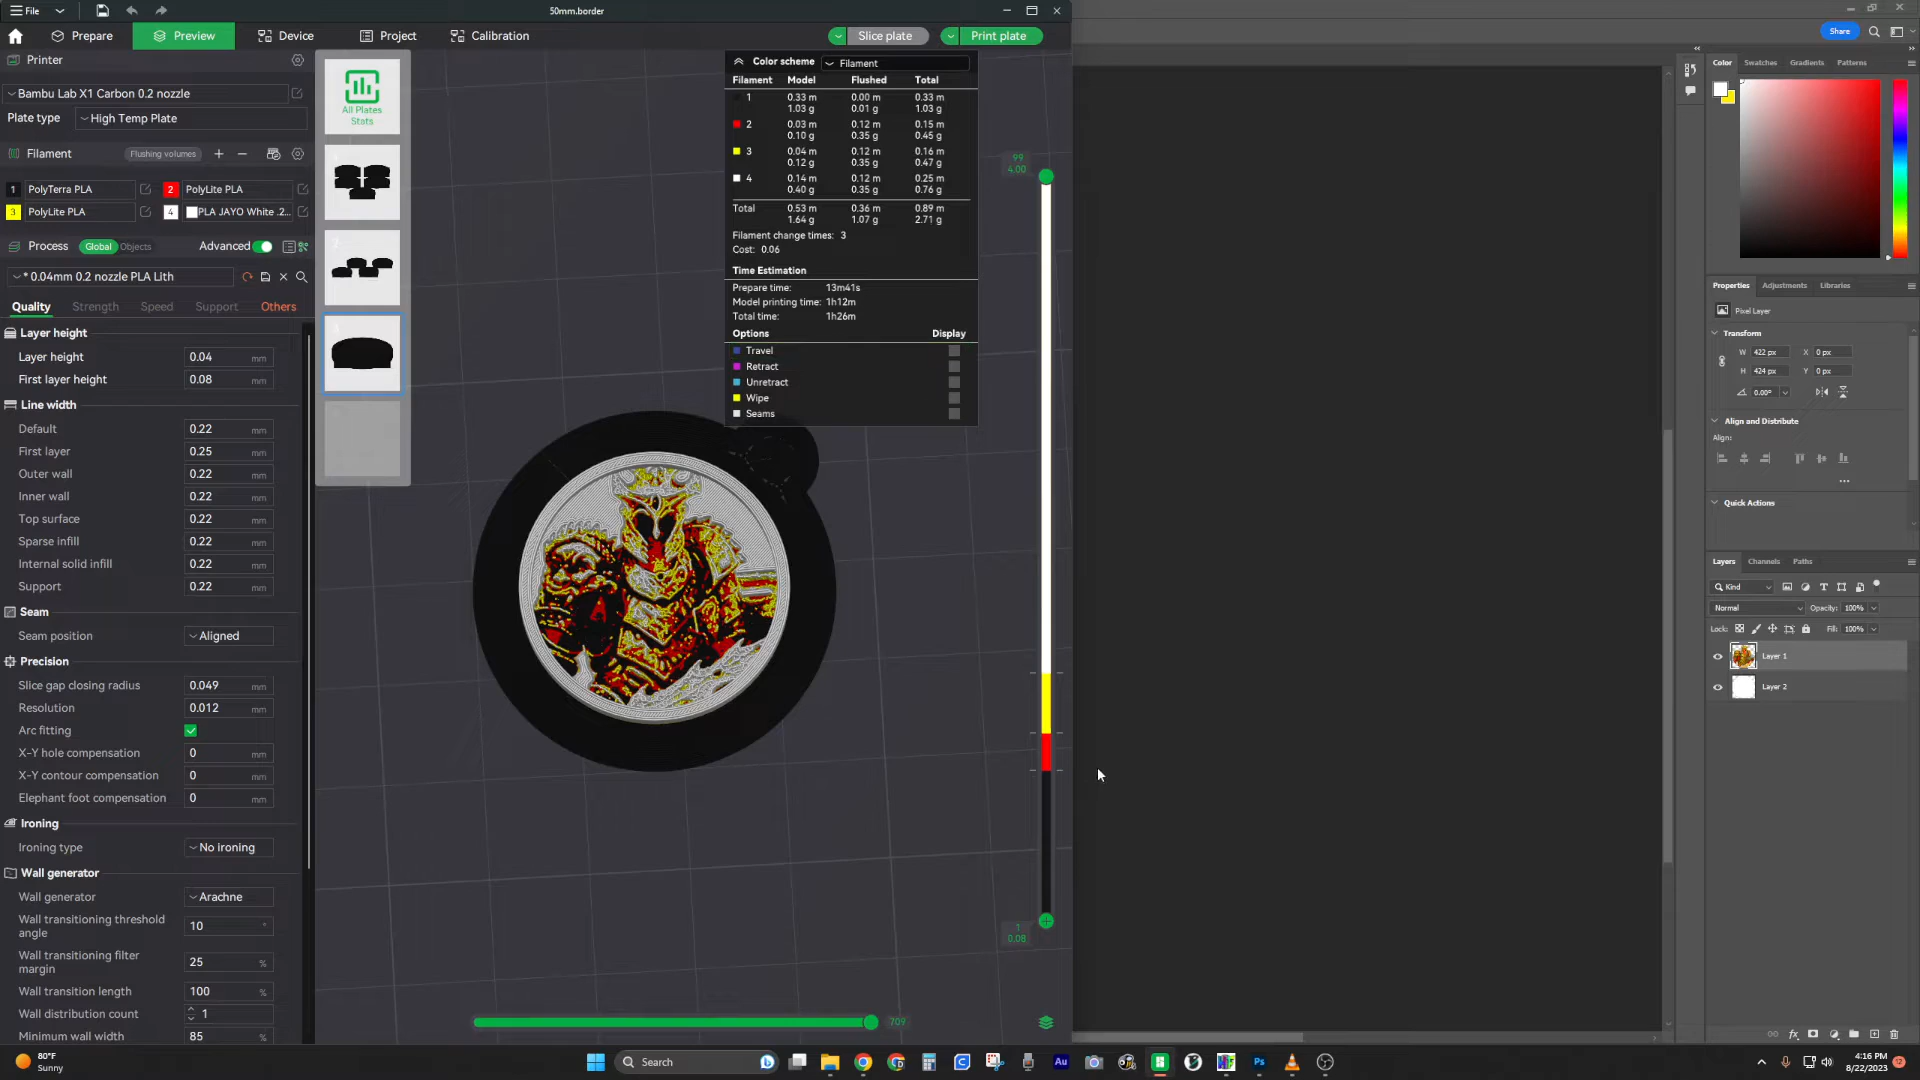 File
50mm.border
Prepare
Preview
Device
Project
Calibration
Slice plate
Print plate
Share
Printer
Bambu Lab X1 Carbon 0.2 nozzle
Plate type
High Temp Plate
Filament
Flushing volumes
1 PolyTerra PLA
2 PolyLite PLA
3 PolyLite PLA
4 PLA JAYO White .2...
Process Global Objects
Advanced
* 0.04mm 0.2 nozzle PLA Lith
Quality Strength Speed Support Others
Layer height
Layer height 0.04 mm
First layer height 0.08 mm
Line width
Default 0.22 mm
First layer 0.25 mm
Outer wall 0.22 mm
Inner wall 0.22 mm
Top surface 0.22 mm
Sparse infill 0.22 mm
Internal solid infill 0.22 mm
Support 0.22 mm
Seam
Seam position Aligned
Precision
Slice gap closing radius 0.049 mm
Resolution 0.012 mm
Arc fitting
X-Y hole compensation 0 mm
X-Y contour compensation 0 mm
Elephant foot compensation 0 mm
Ironing
Ironing type No ironing
Wall generator
Wall generator Arachne
Wall transitioning threshold
angle
10 °
Wall transitioning filter
margin
25 %
Wall transition length 100 %
Wall distribution count 1
Minimum wall width 85 %
All Plates
Stats
Color scheme Filament
Filament Model Flushed Total
1 0.33 m 0.00 m 0.33 m
1.03 g 0.01 g 1.03 g
2 0.03 m 0.12 m 0.15 m
0.10 g 0.35 g 0.45 g
3 0.04 m 0.12 m 0.16 m
0.12 g 0.35 g 0.47 g
4 0.14 m 0.12 m 0.25 m
0.40 g 0.35 g 0.76 g
Total 0.53 m 0.36 m 0.89 m
1.64 g 1.07 g 2.71 g
Filament change times: 3
Cost: 0.06
Time Estimation
Prepare time: 13m41s
Model printing time: 1h12m
Total time: 1h26m
Options Display
Travel
Retract
Unretract
Wipe
Seams
99
4.00
1
0.08
709
Color Swatches Gradients Patterns
Properties Adjustments Libraries
Pixel Layer
Transform
W 422 px X 0 px
H 424 px Y 0 px
0.00°
Align and Distribute
Align:
Quick Actions
Layers Channels Paths
Kind
Normal Opacity: 100%
Lock: Fill: 100%
Layer 1
Layer 2
80°F
Sunny
Search
Au
Ps
4:16 PM
8/22/2023